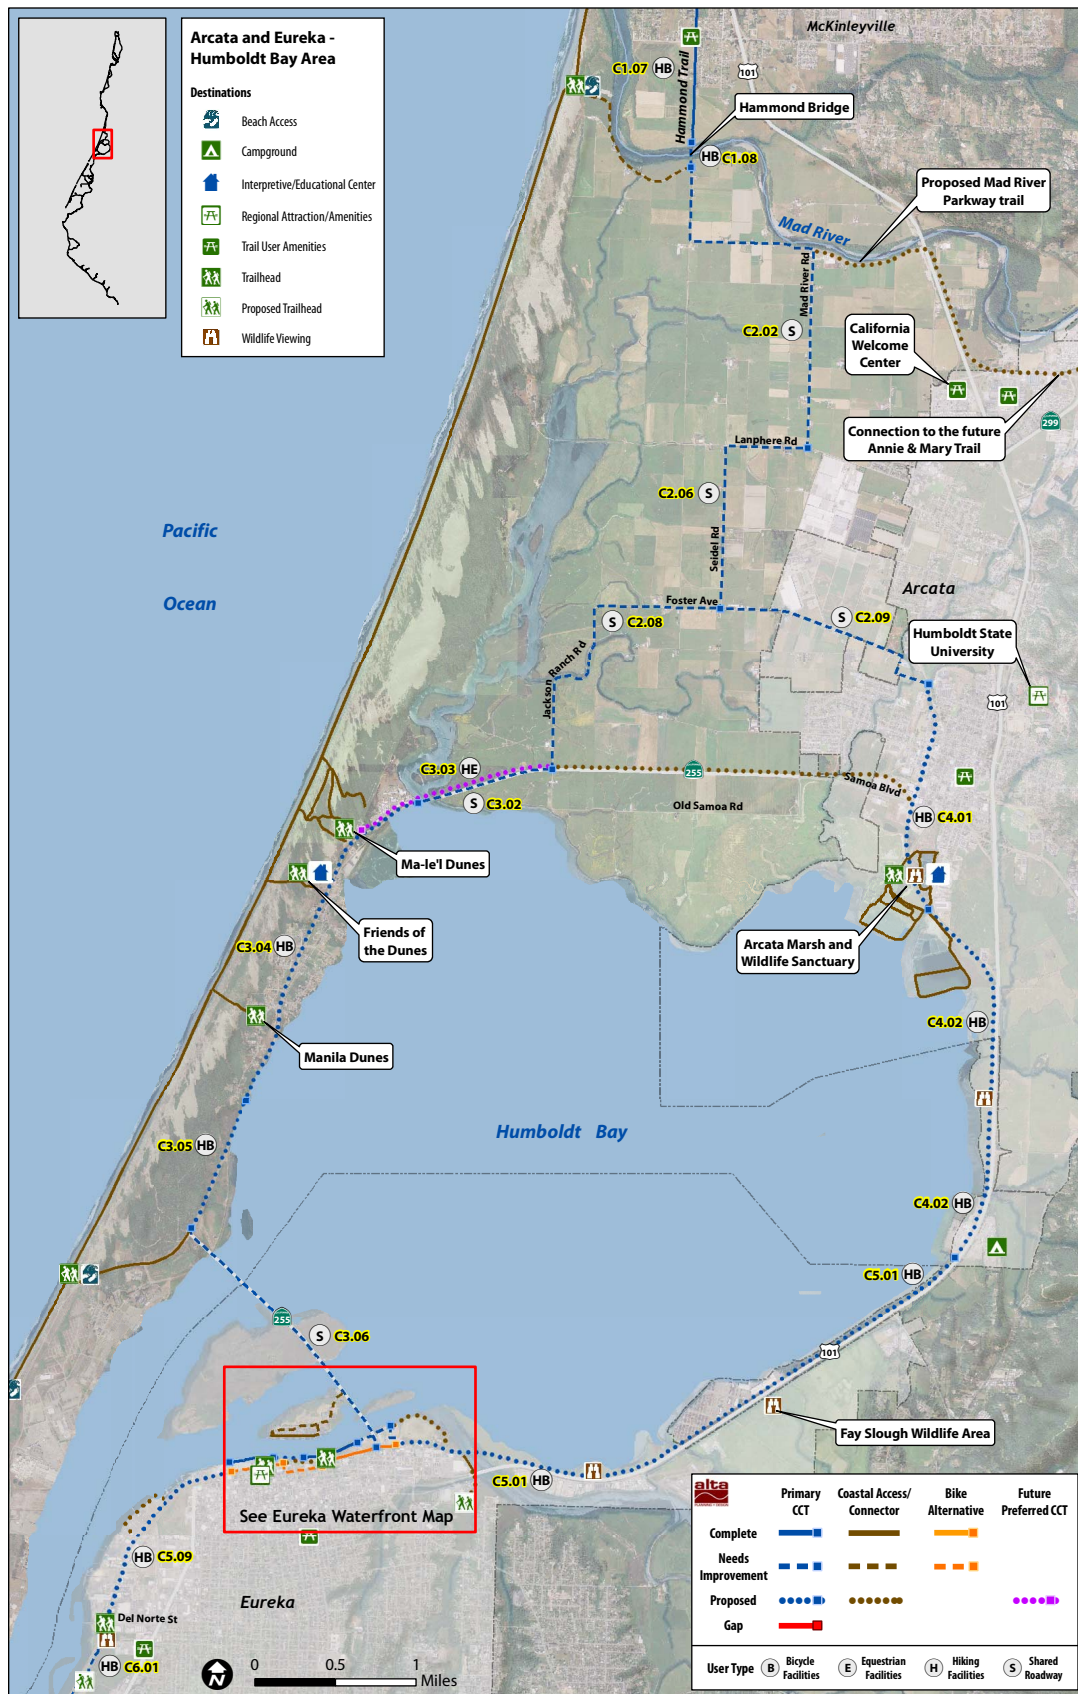 Arcata and Eureka -
Humboldt Bay Area
Destinations
Beach Access
Campground
Interpretive/Educational Center
Regional Attraction/Amenities
Trail User Amenities
Trailhead
Proposed Trailhead
Wildlife Viewing
McKinleyville
C1.07 HB
Hammond Trail
101
Hammond Bridge
HB C1.08
Proposed Mad River
Parkway trail
Mad River
Mad River Rd
C2.02 S
California
Welcome
Center
Connection to the future
Annie & Mary Trail
299
Lanphere Rd
C2.06 S
Seidel Rd
Pacific
Ocean
Arcata
Foster Ave
S C2.08
S C2.09
Humboldt State
University
Jackson Ranch Rd
101
C3.03 HE
255
Samoa Blvd
S C3.02
Old Samoa Rd
HB C4.01
Ma-le'l Dunes
Friends of
the Dunes
C3.04 HB
Arcata Marsh and
Wildlife Sanctuary
C4.02 HB
Manila Dunes
Humboldt Bay
C3.05 HB
C4.02 HB
C5.01 HB
255
S C3.06
101
Fay Slough Wildlife Area
C5.01 HB
See Eureka Waterfront Map
HB C5.09
Eureka
Del Norte St
HB C6.01
N
0 0.5 1
Miles
alta
PLANNING + DESIGN
Primary
CCT
Coastal Access/
Connector
Bike
Alternative
Future
Preferred CCT
Complete
Needs
Improvement
Proposed
Gap
User Type
B Bicycle
Facilities
E Equestrian
Facilities
H Hiking
Facilities
S Shared
Roadway